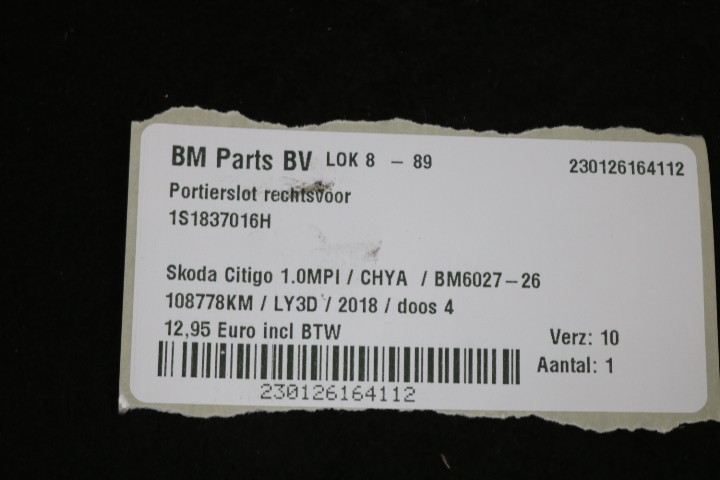 BM Parts BV LOK 8 - 89 230126164112
Portierslot rechtsvoor
1S1837016H
Skoda Citigo 1.0MPI / CHYA / BM6027-26
108778KM / LY3D / 2018 / doos 4
12,95 Euro incl BTW Verz: 10
Aantal: 1
230126164112